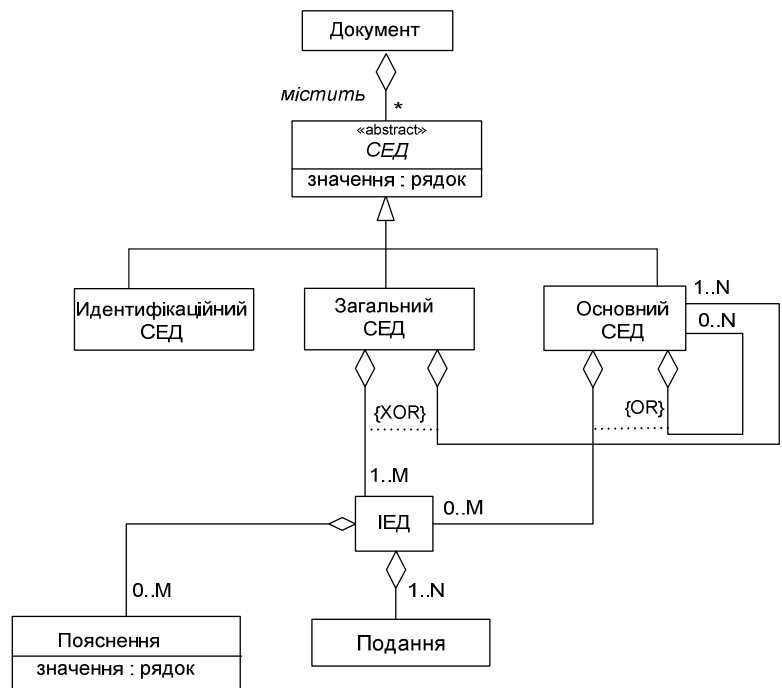 Документ
містить
*
«abstract»
СЕД
значення : рядок
Идентифікаційний
СЕД
Загальний
СЕД
Основний
СЕД
1..N
0..N
{XOR}
{OR}
1..M
ІЕД
0..M
0..M
1..N
Пояснення
значення : рядок
Подання